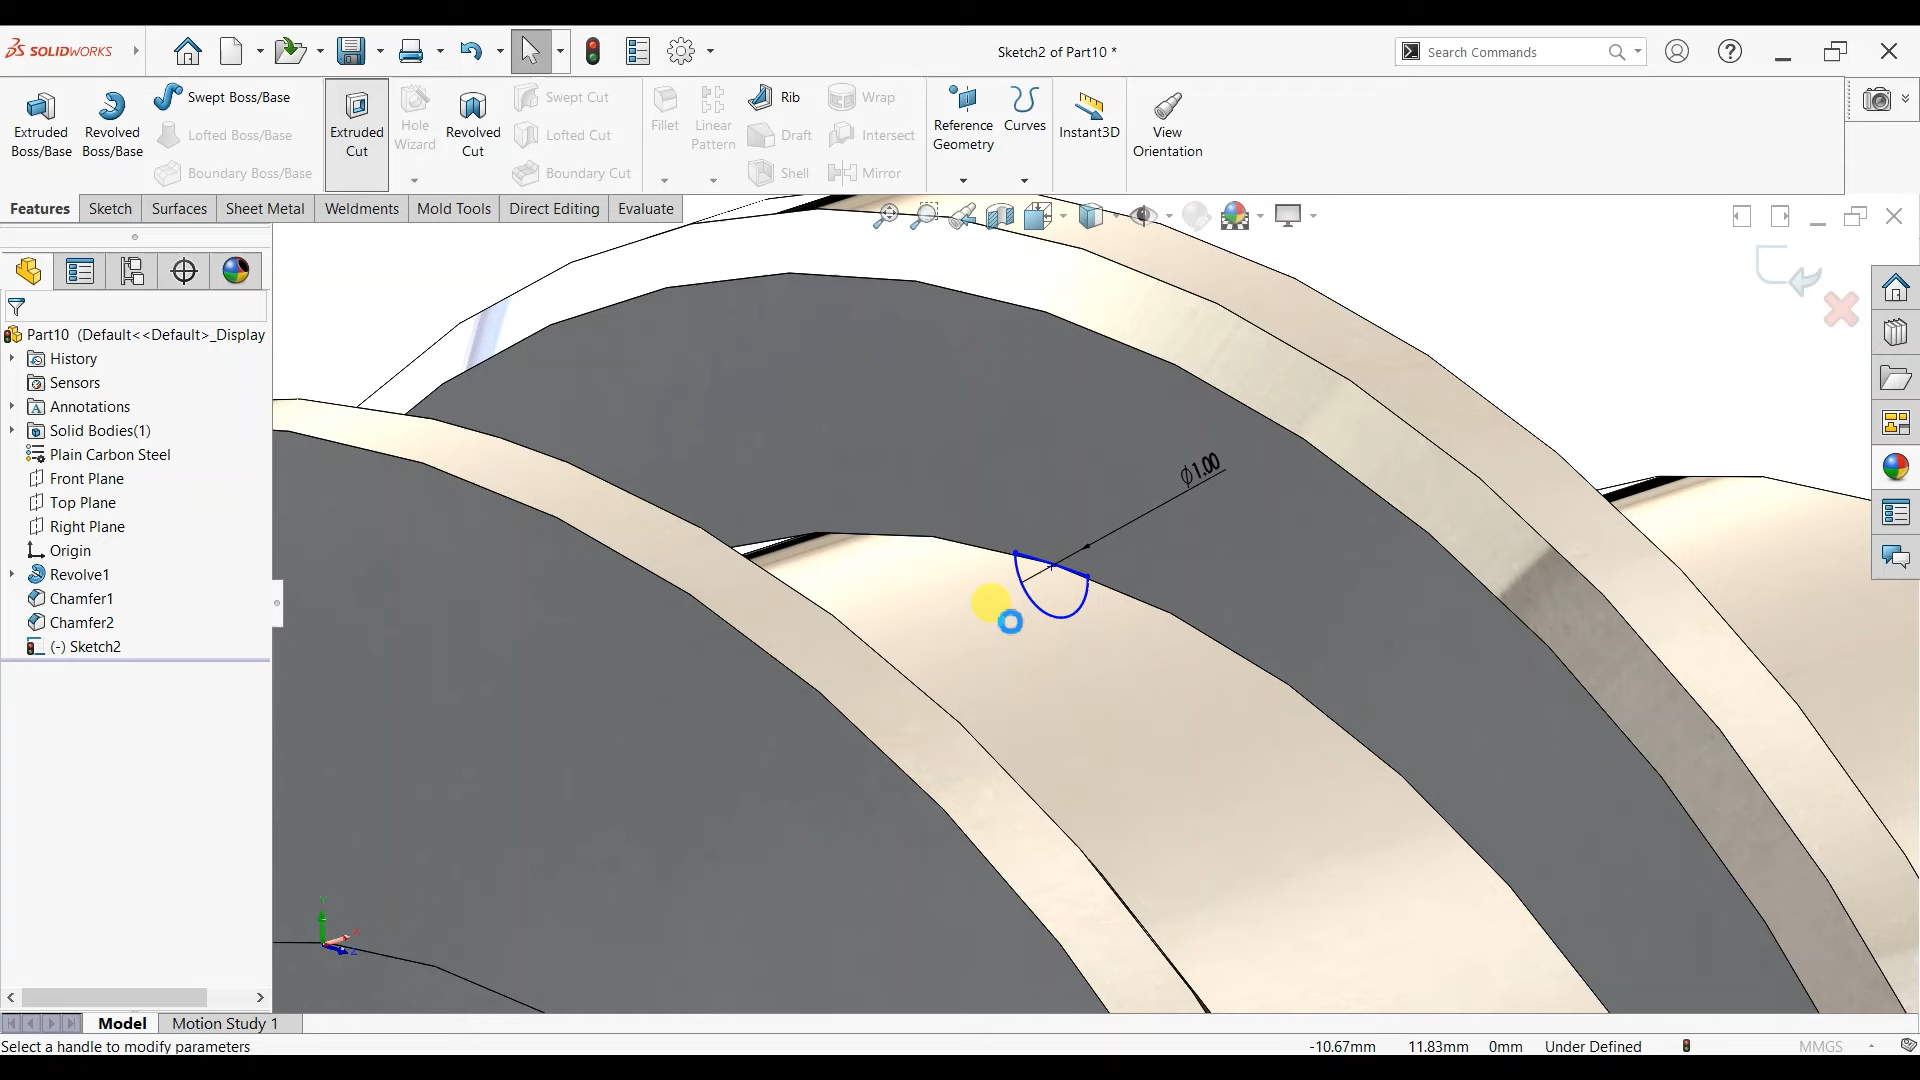 SOLIDWORKS
Sketch2 of Part10 *
Search Commands
Extruded
Boss/Base
Revolved
Boss/Base
Swept Boss/Base
Lofted Boss/Base
Boundary Boss/Base
Extruded
Cut
Hole
Wizard
Revolved
Cut
Swept Cut
Lofted Cut
Boundary Cut
Fillet
Linear
Pattern
Rib
Draft
Shell
Wrap
Intersect
Mirror
Reference
Geometry
Curves
Instant3D
View
Orientation
Features
Sketch
Surfaces
Sheet Metal
Weldments
Mold Tools
Direct Editing
Evaluate
Part10 (Default<<Default>_Display
History
Sensors
Annotations
Solid Bodies(1)
Plain Carbon Steel
Front Plane
Top Plane
Right Plane
Origin
Revolve1
Chamfer1
Chamfer2
(-) Sketch2
∅1.00
Y
X
Z
Model
Motion Study 1
Select a handle to modify parameters
-10.67mm 11.83mm 0mm Under Defined MMGS